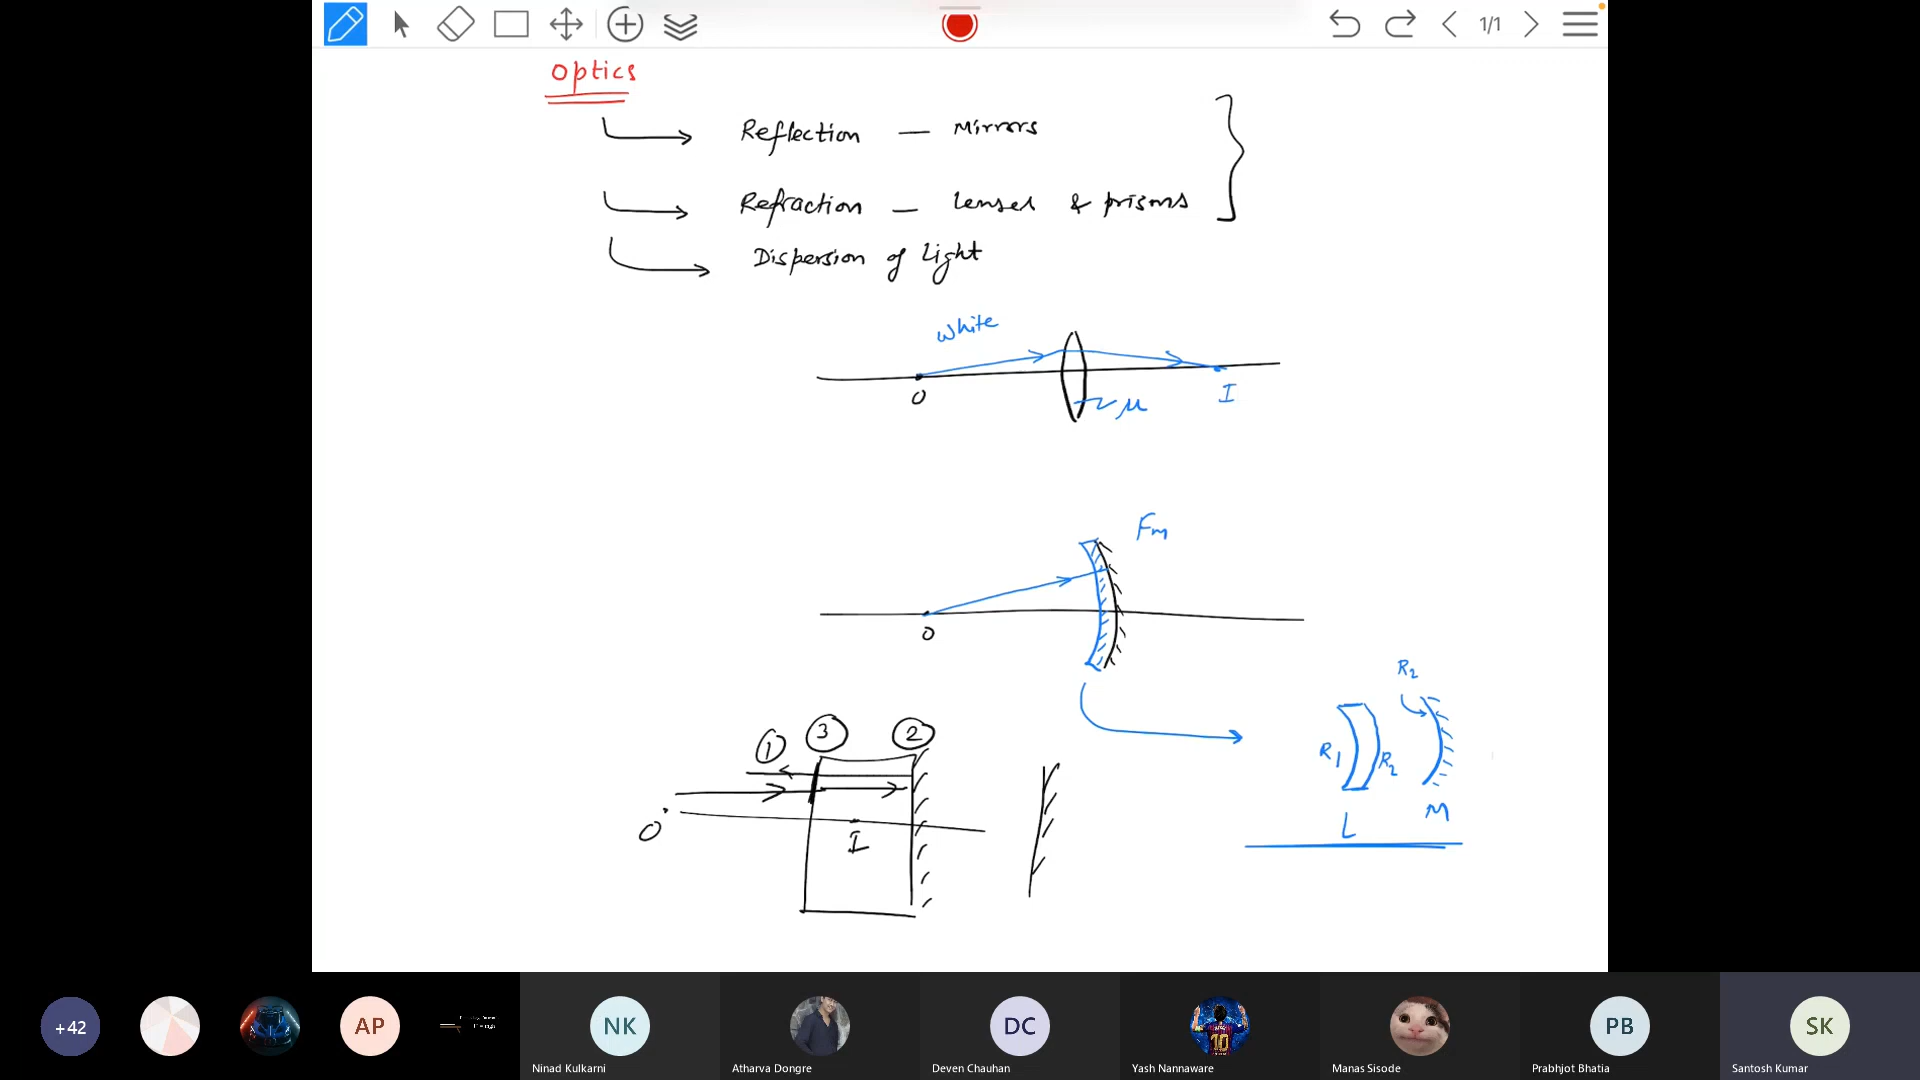 1/1
Optics
Reflection — Mirrors
Refraction — lenses & prisms
Dispersion of light
white
O
μ
I
Fm
O
R2
3
2
1
R1
R2
O
I
L
M
+42
AP
NK
DC
10
PB
SK
Ninad Kulkarni
Atharva Dongre
Deven Chauhan
Yash Nannaware
Manas Sisode
Prabhjot Bhatia
Santosh Kumar